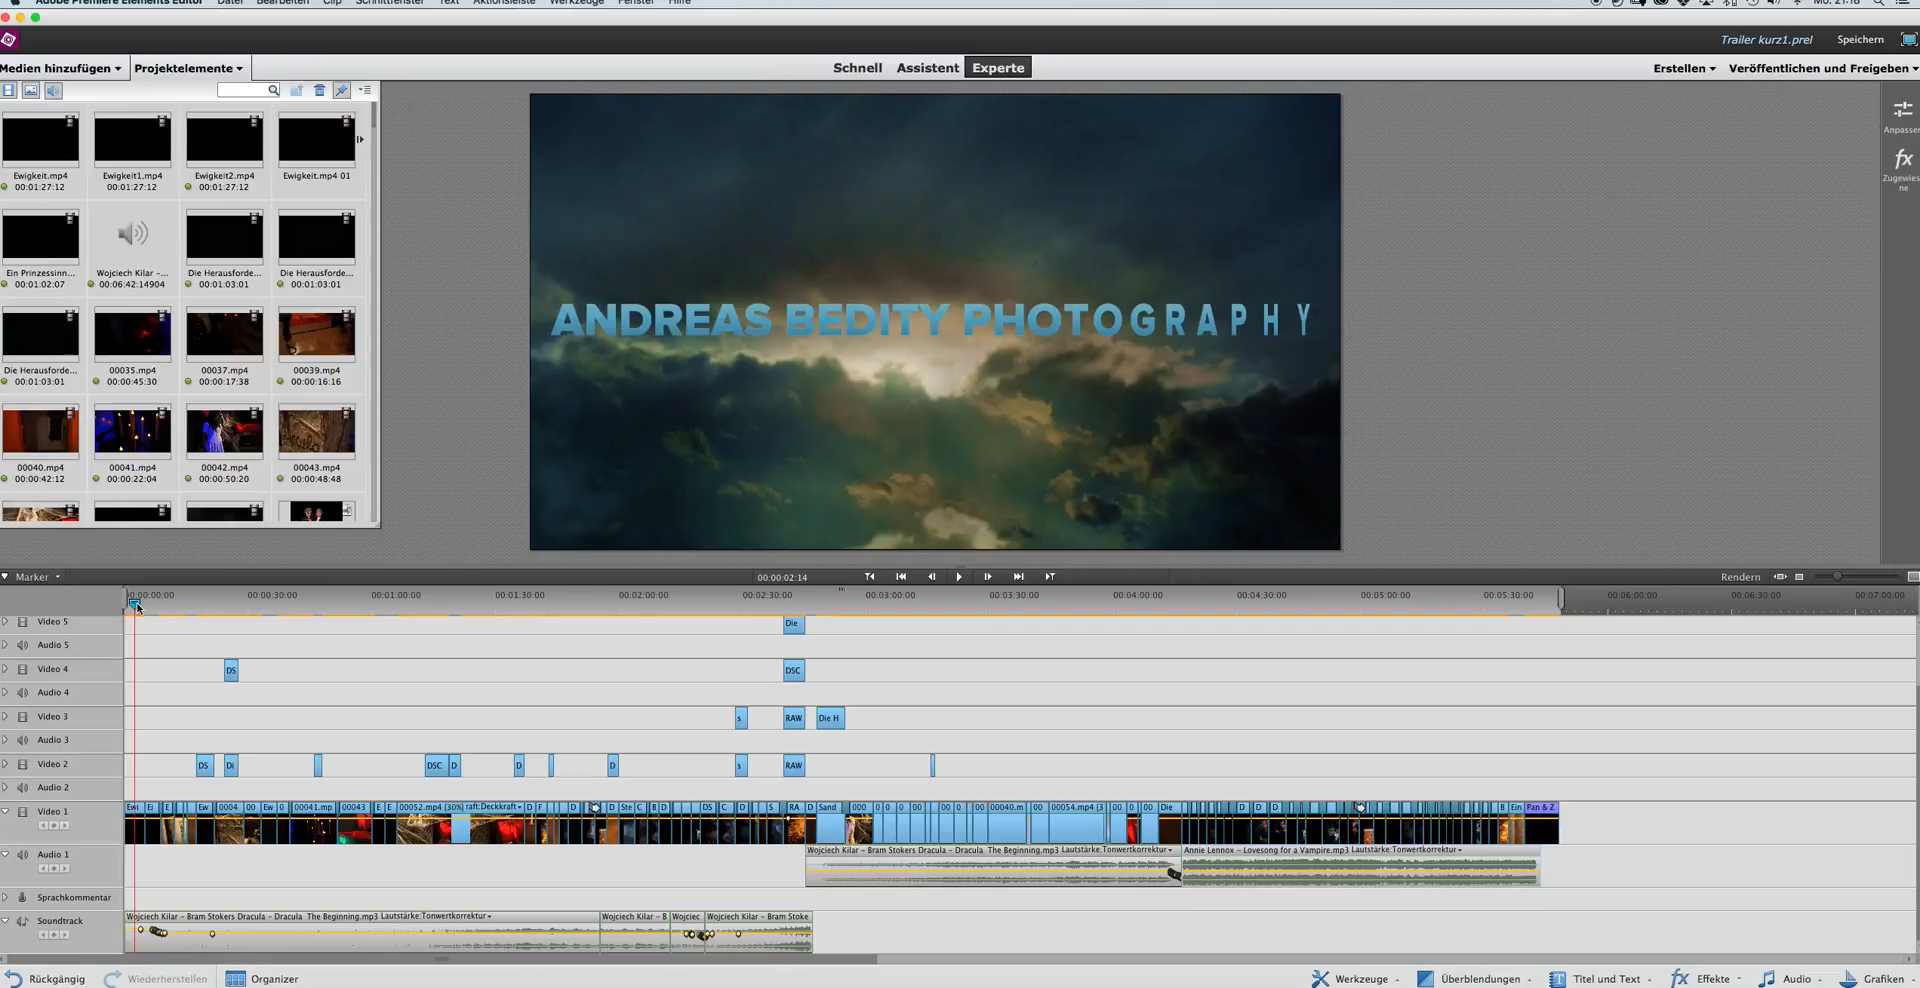 Adobe Premiere Elements Editor Datei Bearbeiten Clip Schnittfenster Text Aktionsleiste Werkzeuge Fenster Hilfe Mo. 21:16
Trailer kurz1.prel Speichern
Medien hinzufügen Projektelemente Schnell Assistent Experte Erstellen Veröffentlichen und Freigeben
Anpassen
fx
Zugewies
ne
Ewigkeit.mp4 Ewigkeit1.mp4 Ewigkeit2.mp4 Ewigkeit.mp4 01
00:01:27:12 00:01:27:12 00:01:27:12
Ein Prinzessinn... Wojciech Kilar -... Die Herausforde... Die Herausforde...
00:01:02:07 00:06:42:14904 00:01:03:01 00:01:03:01
Die Herausforde... 00035.mp4 00037.mp4 00039.mp4
00:01:03:01 00:00:45:30 00:00:17:38 00:00:16:16
00040.mp4 00041.mp4 00042.mp4 00043.mp4
00:00:42:12 00:00:22:04 00:00:50:20 00:00:48:48
ANDREAS BEDITY PHOTOGRAPHY
Marker 00:00:02:14 Rendern
00:00:00:00 00:00:30:00 00:01:00:00 00:01:30:00 00:02:00:00 00:02:30:00 00:03:00:00 00:03:30:00 00:04:00:00 00:04:30:00 00:05:00:00 00:05:30:00 00:06:00:00 00:06:30:00 00:07:00:00
Video 5 Die
Audio 5
Video 4 DS DSC
Audio 4
Video 3 s RAW Die H
Audio 3
Video 2 DS Di DSC D D D s RAW
Audio 2
Video 1 Ewi Ei E Ew 0004 00 Ew 0 00041.mp 00043 E E 00052.mp4 (30% raft:Deckkraft D F D D Ste C B D DS C D S RA D Sand 000 0 0 0 00 00 0 00 00040.m 00 00054.mp4 (3 00 0 00 Die D D D B Ein Pan & Z
Audio 1 Wojciech Kilar - Bram Stokers Dracula - Dracula The Beginning.mp3 Lautstärke:Tonwertkorrektur Annie Lennox - Lovesong for a Vampire.mp3 Lautstärke:Tonwertkorrektur
Sprachkommentar
Soundtrack Wojciech Kilar - Bram Stokers Dracula - Dracula The Beginning.mp3 Lautstärke:Tonwertkorrektur Wojciech Kilar - B Wojciec Wojciech Kilar - Bram Stoke
Rückgängig Wiederherstellen Organizer Werkzeuge Überblendungen Titel und Text fx Effekte Audio Grafiken